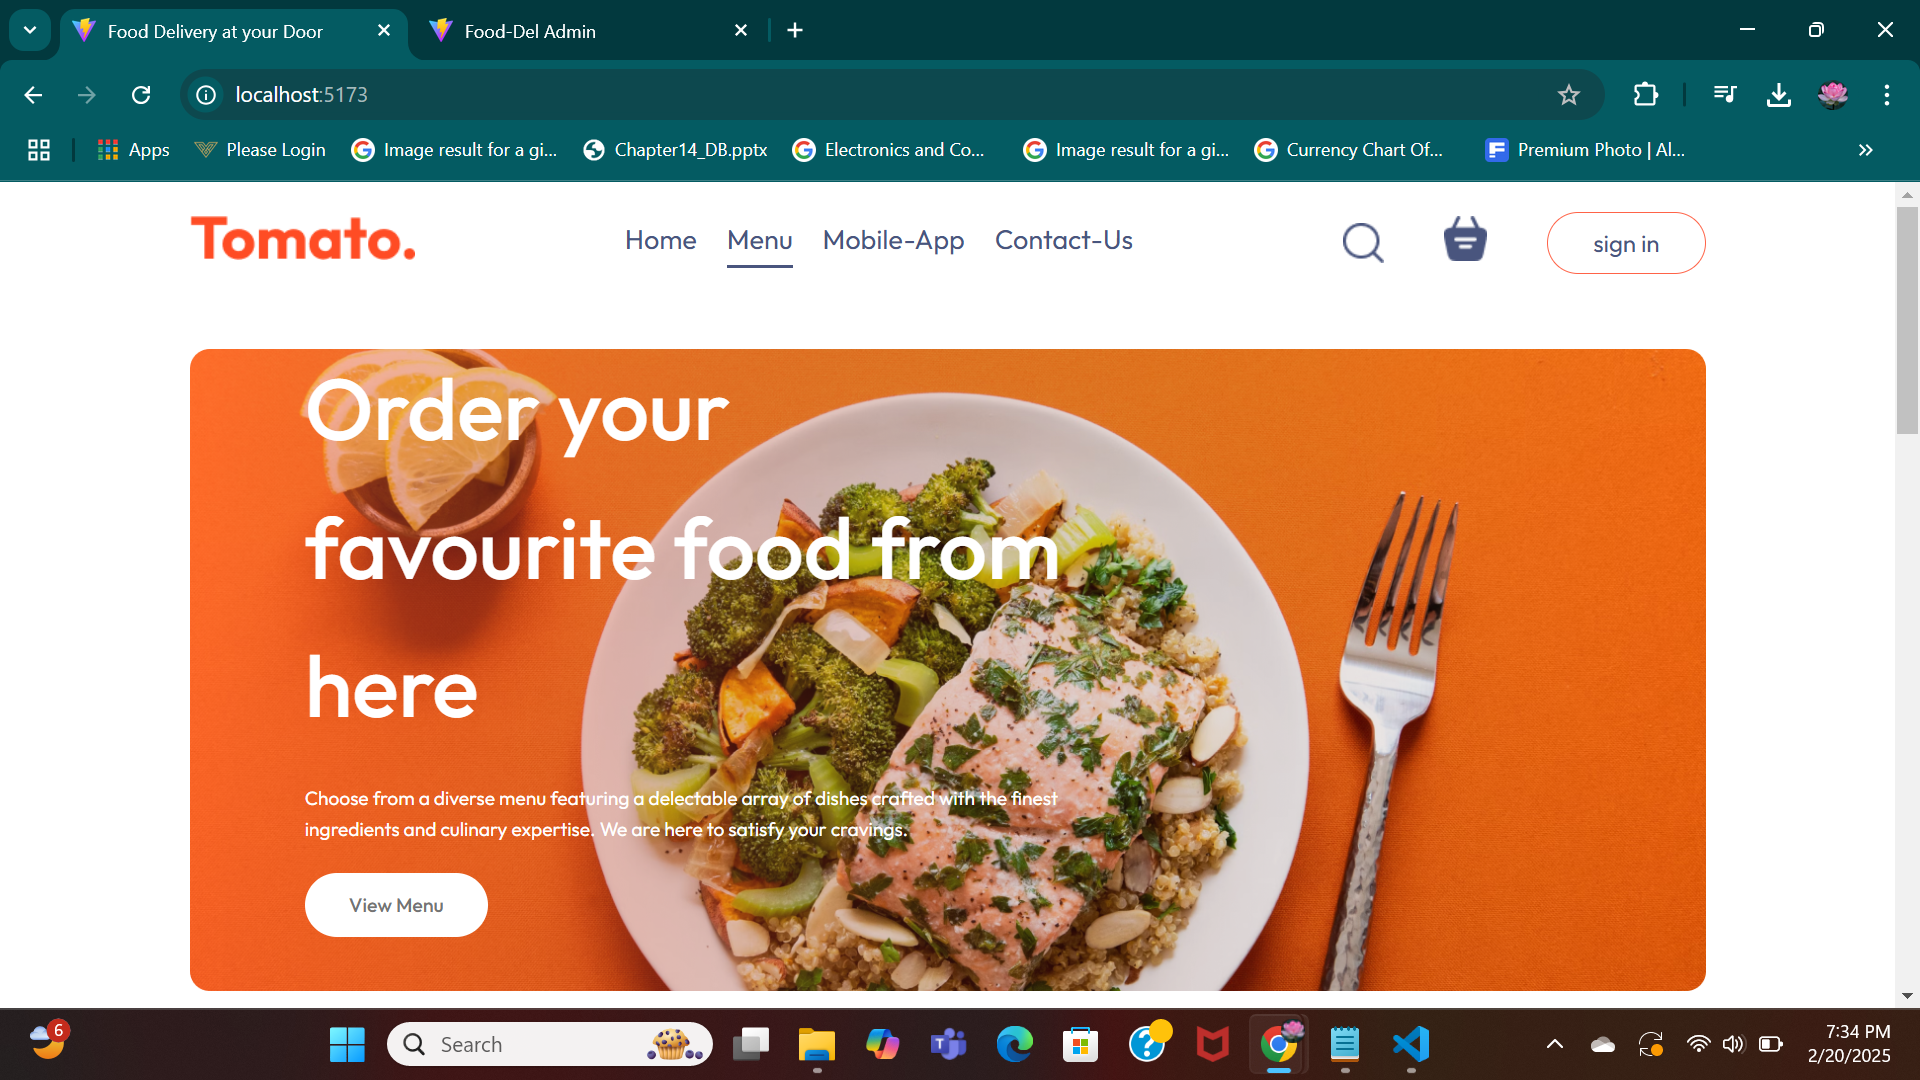 Food Delivery at your Door
Food-Del Admin
localhost:5173
Apps
Please Login
Image result for a gi...
Chapter14_DB.pptx
Electronics and Co...
Image result for a gi...
Currency Chart Of...
Premium Photo | Al...
Tomato.
Home
Menu
Mobile-App
Contact-Us
sign in
Order your
favourite food from
here
Choose from a diverse menu featuring a delectable array of dishes crafted with the finest
ingredients and culinary expertise. We are here to satisfy your cravings.
View Menu
6
Search
7:34 PM
2/20/2025